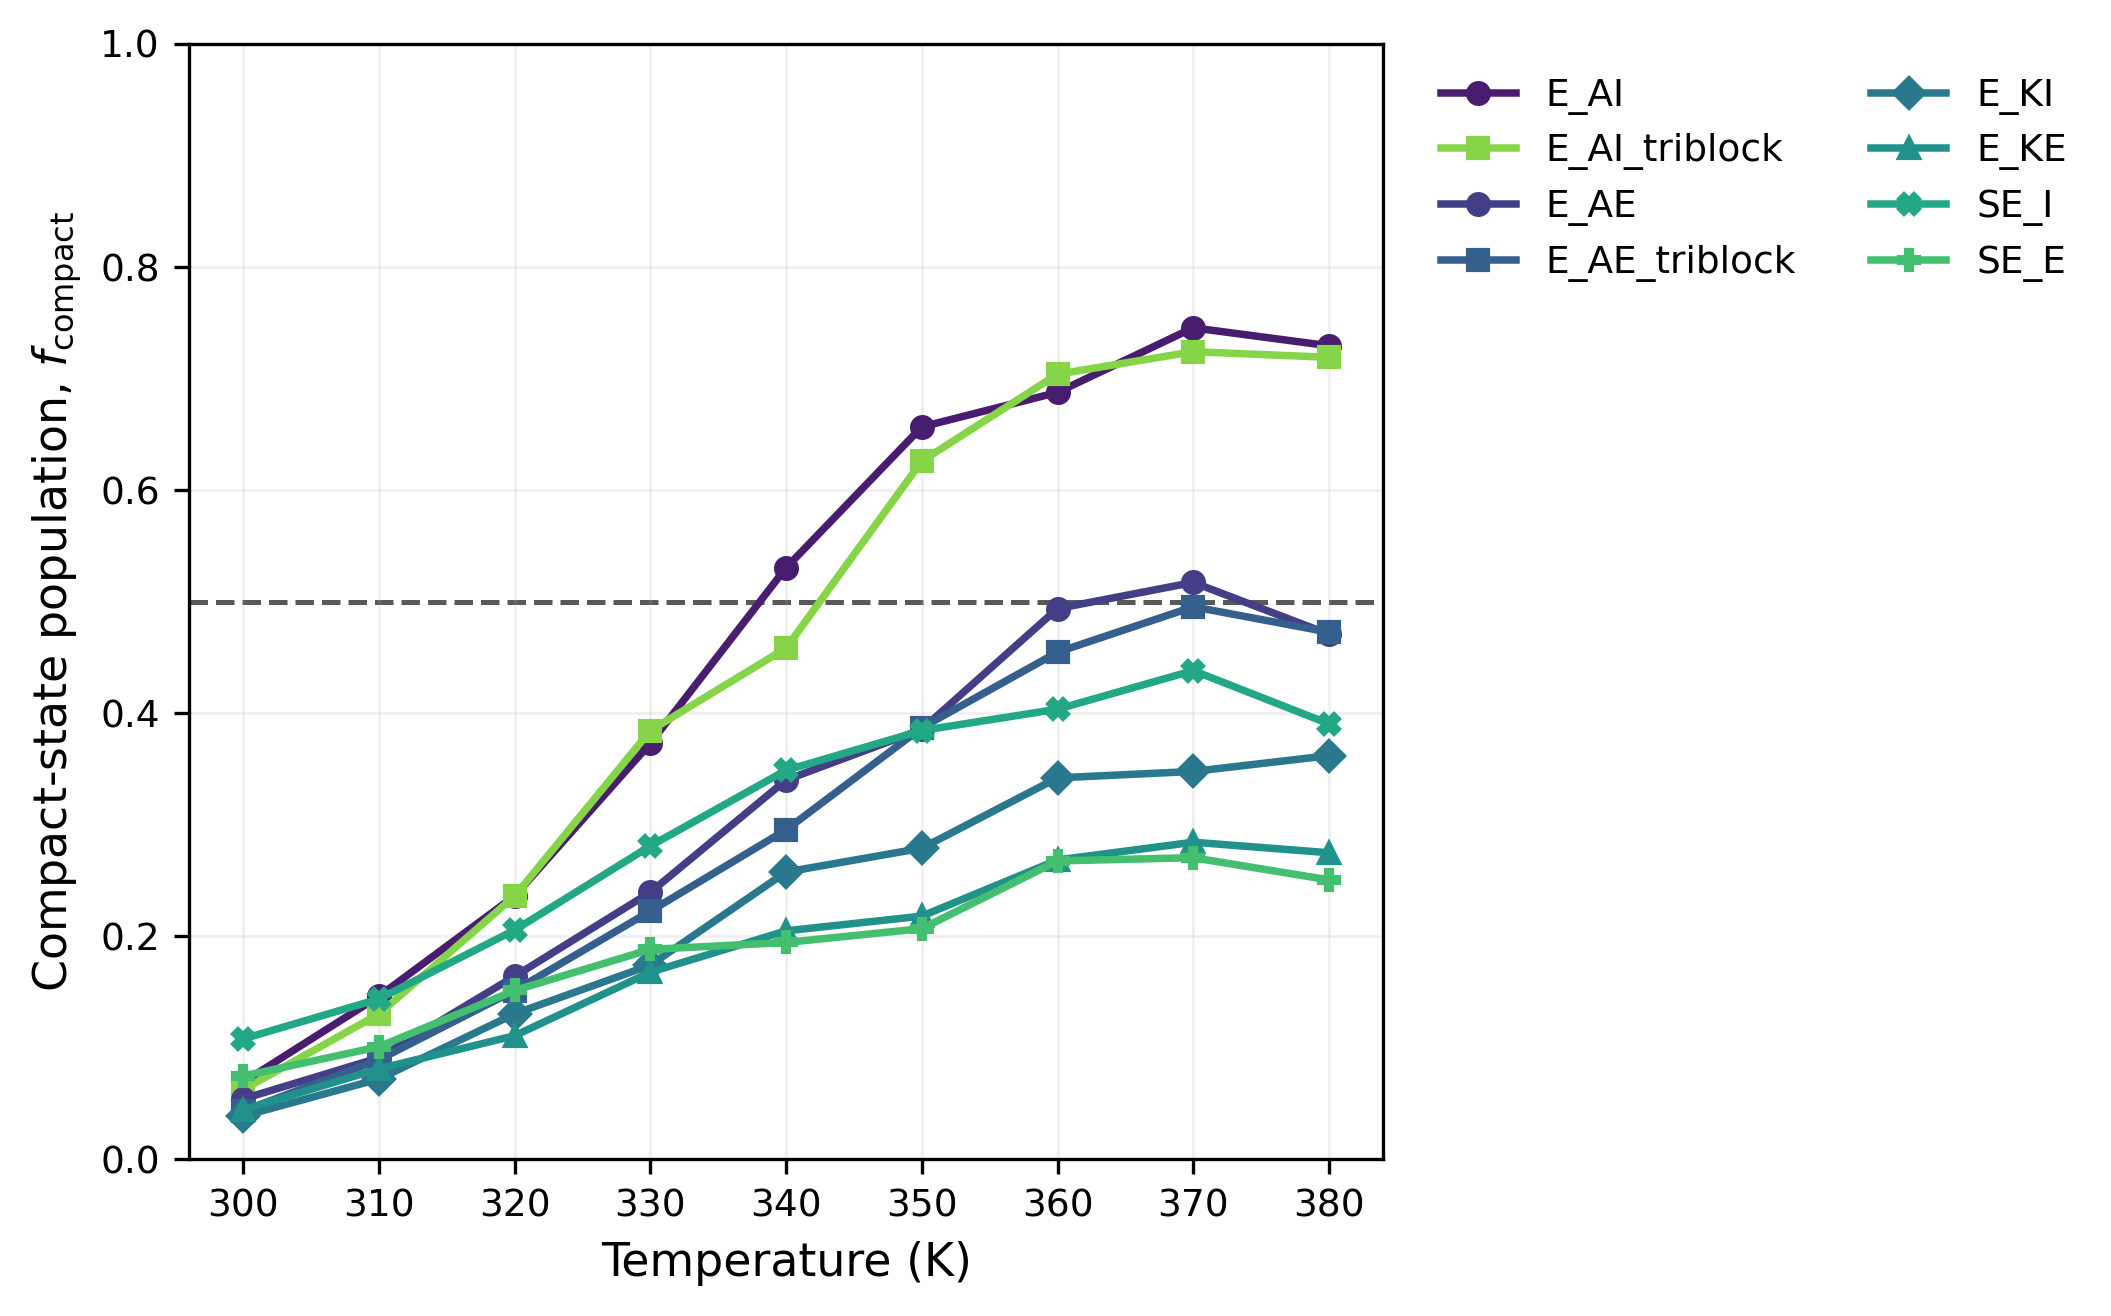 1.0
0.8
0.6
0.4
0.2
0.0
Compact-state population, f_compact
300 310 320 330 340 350 360 370 380
Temperature (K)
E_AI
E_AI_triblock
E_AE
E_AE_triblock
E_KI
E_KE
SE_I
SE_E